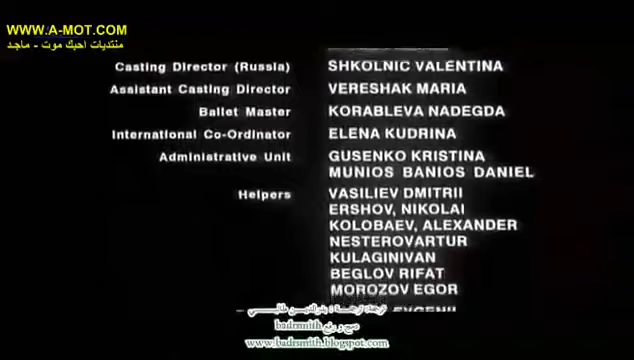 WWW.A-MOT.COM
منتديات احبك موت - ماجد
Casting Director (Russia) SHKOLNIC VALENTINA
Assistant Casting Director VERESHAK MARIA
Ballet Master KORABLEVA NADEGDA
International Co-Ordinator ELENA KUDRINA
Administrative Unit GUSENKO KRISTINA
MUNIOS BANIOS DANIEL
Helpers VASILIEV DMITRII
ERSHOV, NIKOLAI
KOLOBAEV, ALEXANDER
NESTEROVARTUR
KULAGINIVAN
BEGLOV RIFAT
MOROZOV EGOR
EVGENII
badrsmith
www.badrsmith.blogspot.com